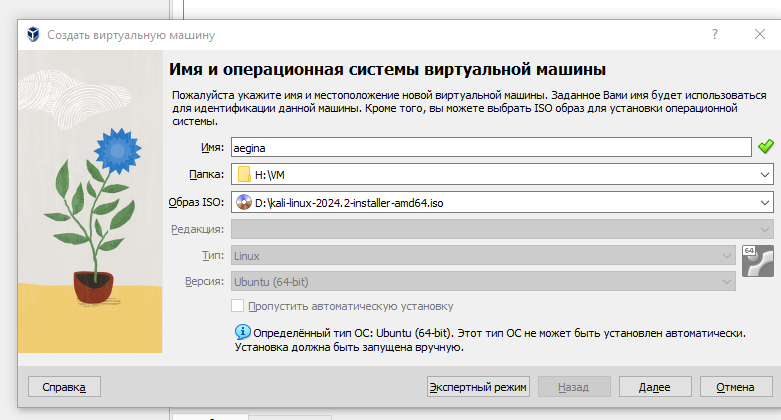 Создать виртуальную машину
? ×
Имя и операционная системы виртуальной машины
Пожалуйста укажите имя и местоположение новой виртуальной машины. Заданное Вами имя будет использоваться
для идентификации данной машины. Кроме того, вы можете выбрать ISO образ для установки операционной
системы.
Имя: aegina
Папка: H:\VM
Образ ISO: D:\kali-linux-2024.2-installer-amd64.iso
Редакция:
Тип: Linux
64
Версия: Ubuntu (64-bit)
Пропустить автоматическую установку
Определённый тип ОС: Ubuntu (64-bit). Этот тип ОС не может быть установлен автоматически.
Установка должна быть запущена вручную.
Справка Экспертный режим Назад Далее Отмена